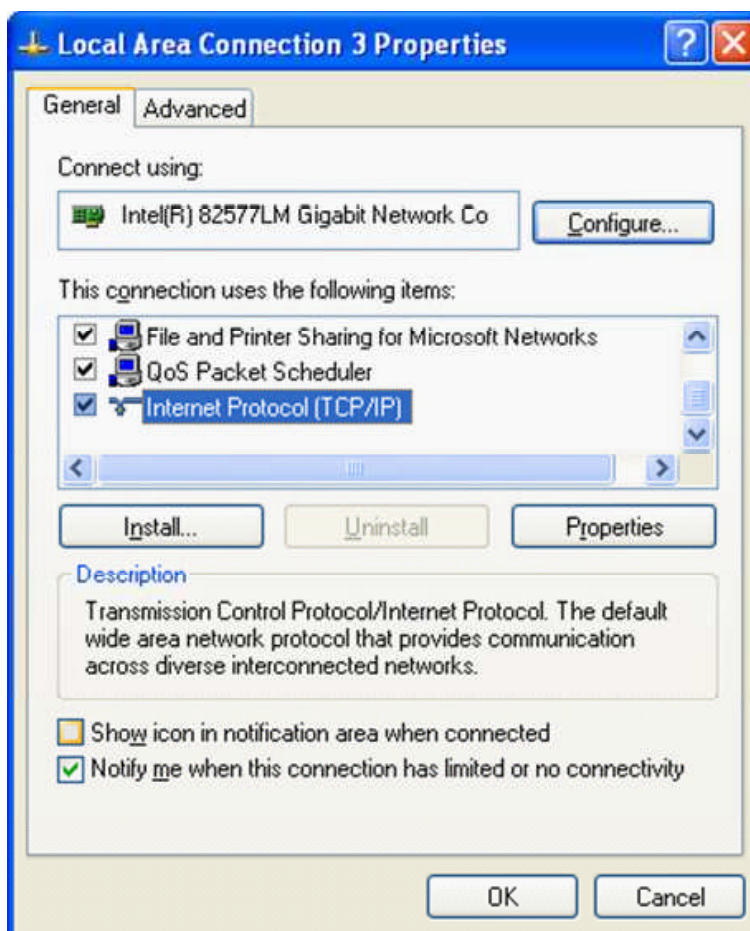 Local Area Connection 3 Properties
General
Advanced
Connect using:
Intel(R) 82577LM Gigabit Network Co
Configure...
This connection uses the following items:
File and Printer Sharing for Microsoft Networks
QoS Packet Scheduler
Internet Protocol (TCP/IP)
Install...
Uninstall
Properties
Description
Transmission Control Protocol/Internet Protocol. The default
wide area network protocol that provides communication
across diverse interconnected networks.
Show icon in notification area when connected
Notify me when this connection has limited or no connectivity
OK
Cancel